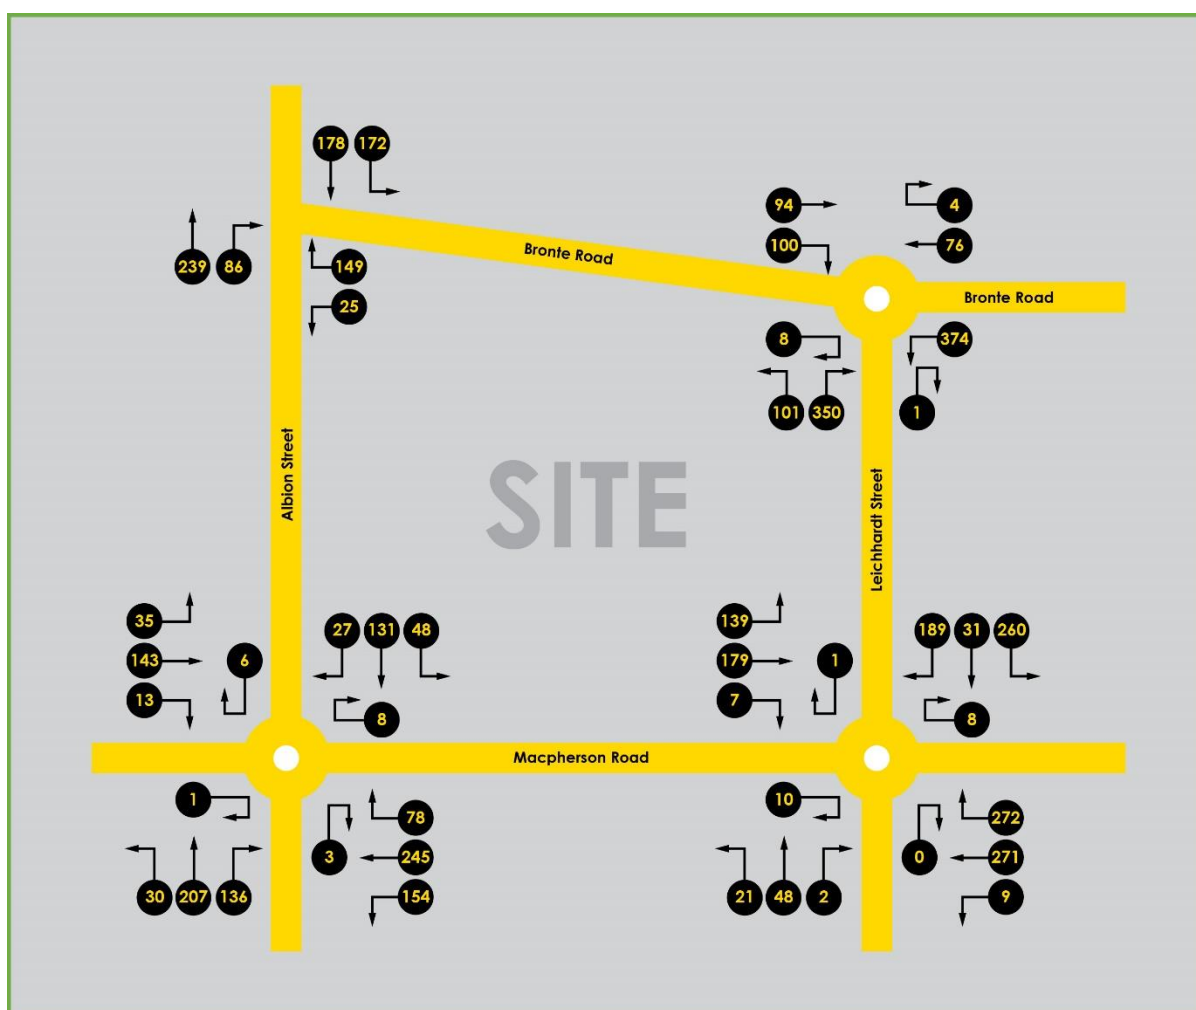 178 172
94 4
239 86 149 100 76
Bronte Road
25
Bronte Road
8 374
101 350 1
Albion Street
SITE
Leichhardt Street
35 27 131 48 139 189 31 260
143 6 179 1
13 8 7 8
Macpherson Road
1 78 10 272
3 245 0 271
30 207 136 154 21 48 2 9